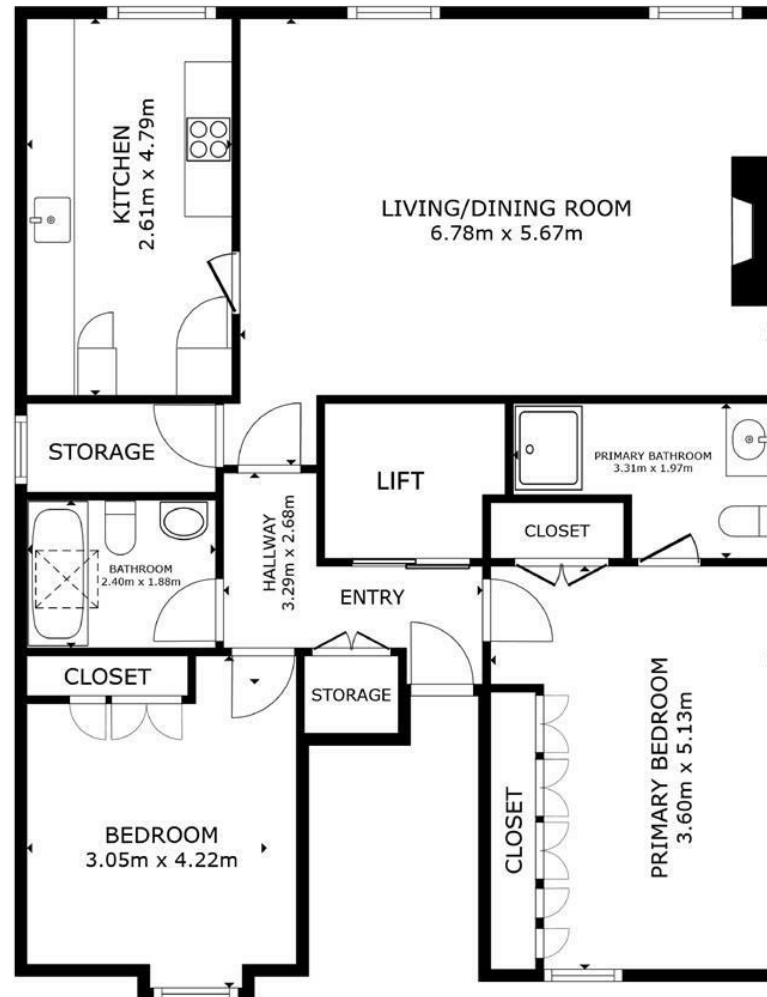 KITCHEN
2.61m x 4.79m
LIVING/DINING ROOM
6.78m x 5.67m
STORAGE
LIFT
PRIMARY BATHROOM
3.31m x 1.97m
CLOSET
BATHROOM
2.40m x 1.88m
HALLWAY
3.29m x 2.68m
ENTRY
CLOSET
STORAGE
BEDROOM
3.05m x 4.22m
CLOSET
PRIMARY BEDROOM
3.60m x 5.13m